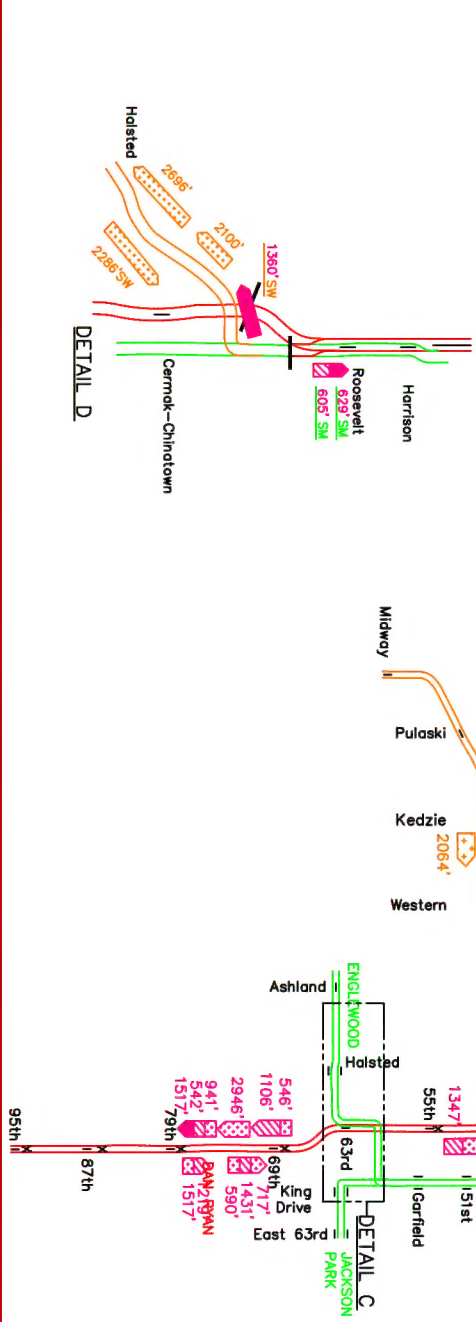 Halsted
2696'
2100'
2286'SW
1360'SW
DETAIL D
Cermak-Chinatown
Roosevelt
629' SM
605' SM
Harrison
Midway
Pulaski
Kedzie
2064'
Western
ENGLEWOOD
Ashland
Halsted
1347'
55th
51st
Garfield
63rd
King
Drive
East 63rd
DETAIL C
JACKSON
PARK
546'
1106'
2946'
941'
542'
1517'
69th
717'
1431'
590'
79th
DAN RYAN
1517'
87th
95th